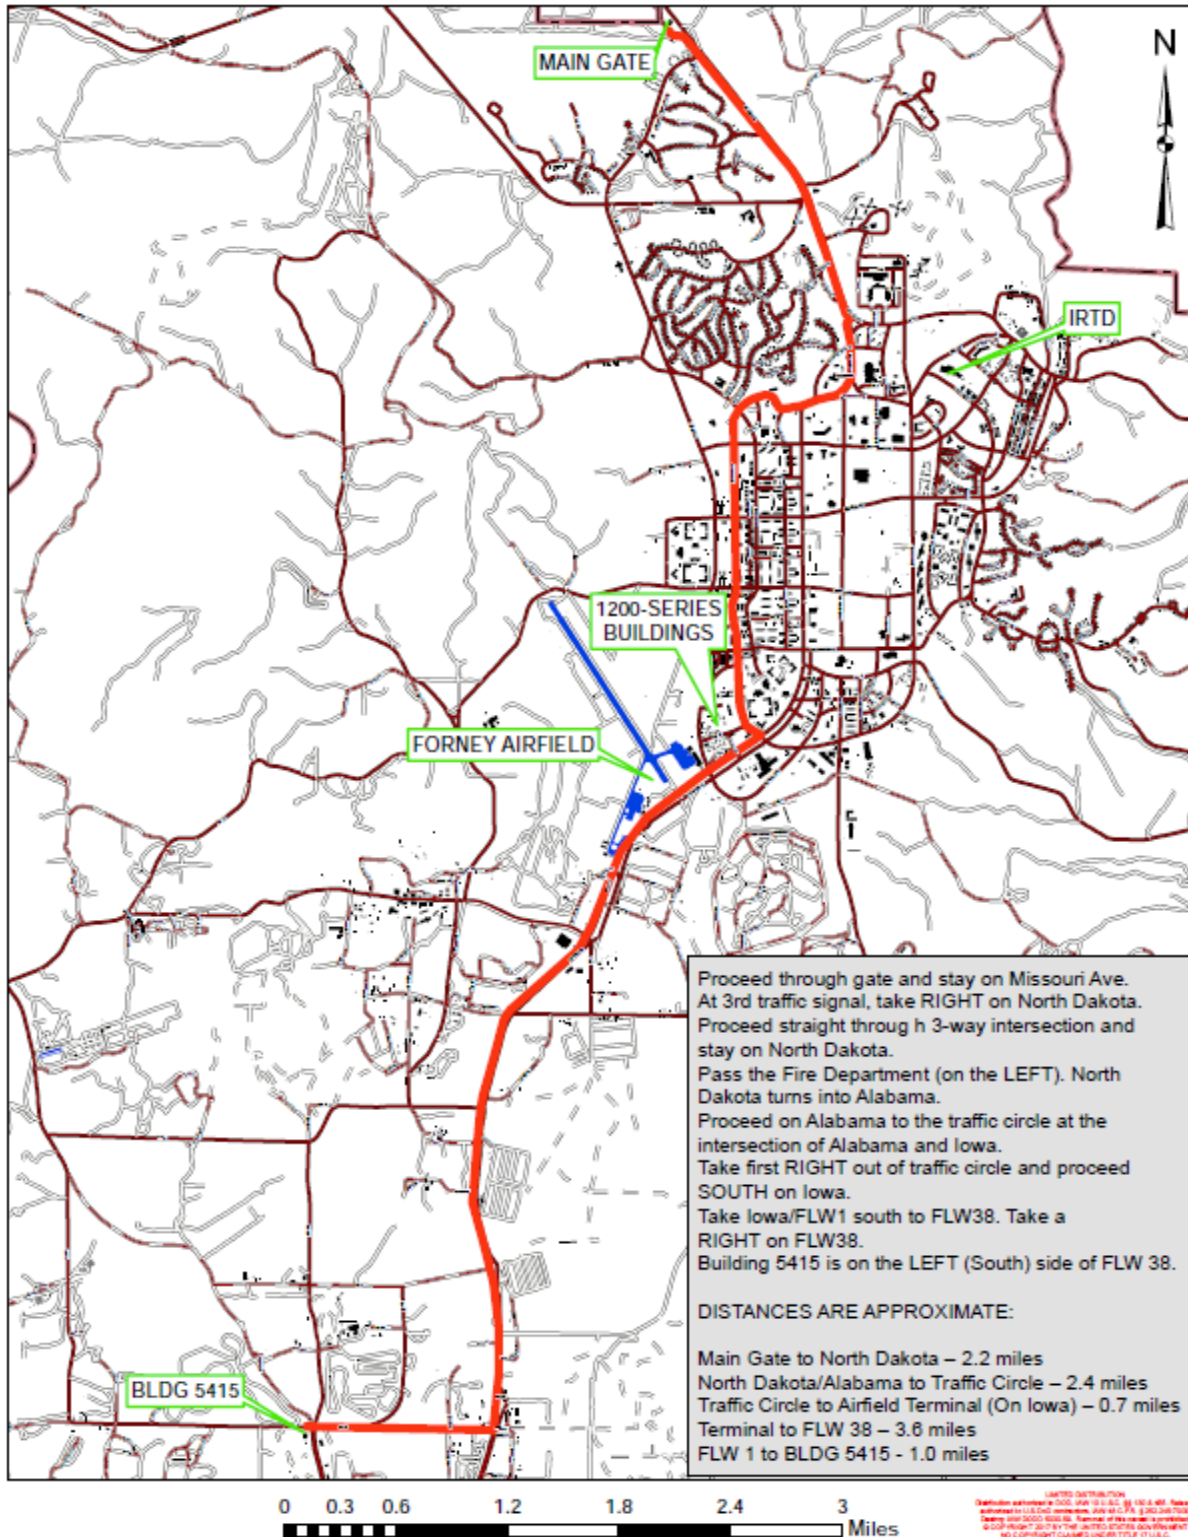 MAIN GATE
N
IRTD
1200-SERIES
BUILDINGS
FORNEY AIRFIELD
BLDG 5415
Proceed through gate and stay on Missouri Ave.
At 3rd traffic signal, take RIGHT on North Dakota.
Proceed straight throug h 3-way intersection and
stay on North Dakota.
Pass the Fire Department (on the LEFT). North
Dakota turns into Alabama.
Proceed on Alabama to the traffic circle at the
intersection of Alabama and Iowa.
Take first RIGHT out of traffic circle and proceed
SOUTH on Iowa.
Take Iowa/FLW1 south to FLW38. Take a
RIGHT on FLW38.
Building 5415 is on the LEFT (South) side of FLW 38.
DISTANCES ARE APPROXIMATE:
Main Gate to North Dakota – 2.2 miles
North Dakota/Alabama to Traffic Circle – 2.4 miles
Traffic Circle to Airfield Terminal (On Iowa) – 0.7 miles
Terminal to FLW 38 – 3.6 miles
FLW 1 to BLDG 5415 - 1.0 miles
0 0.3 0.6 1.2 1.8 2.4 3
Miles
LIMITED DISTRIBUTION